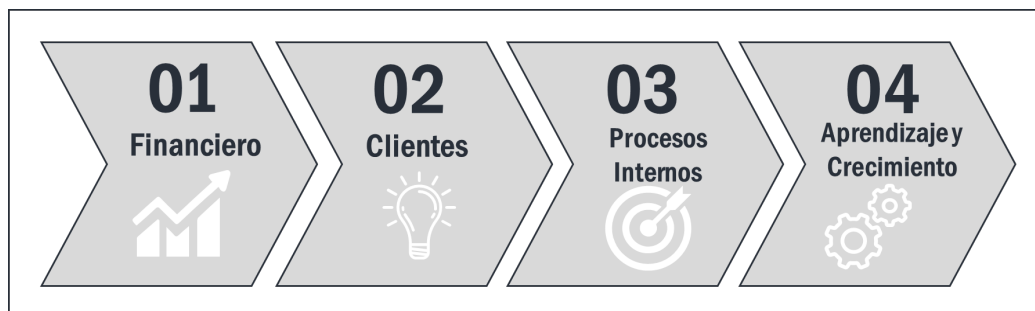 01
Financiero
02
Clientes
03
Procesos
Internos
04
Aprendizaje y
Crecimiento